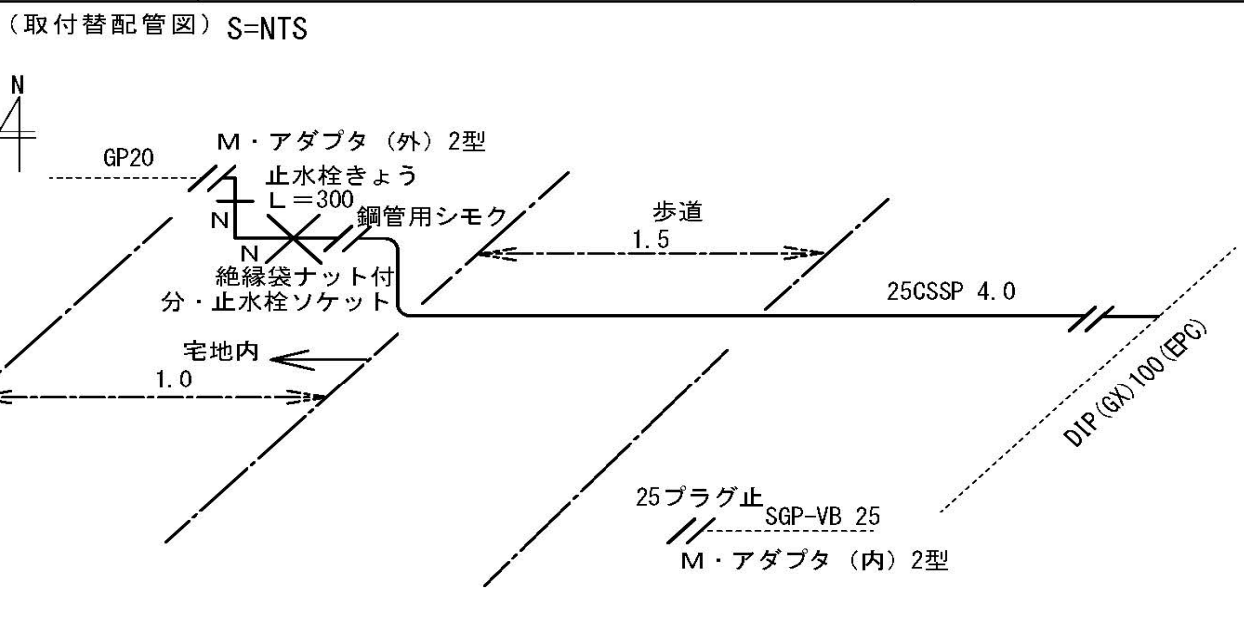 （取付替配管図）S=NTS
N
M・アダプタ（外）2型
GP20
止水栓きょう
L＝300
N
鋼管用シモク
歩道
1.5
N
絶縁袋ナット付
分・止水栓ソケット
25CSSP 4.0
宅地内
1.0
DIP(GX)100(EPC)
25プラグ止
SGP-VB 25
M・アダプタ（内）2型